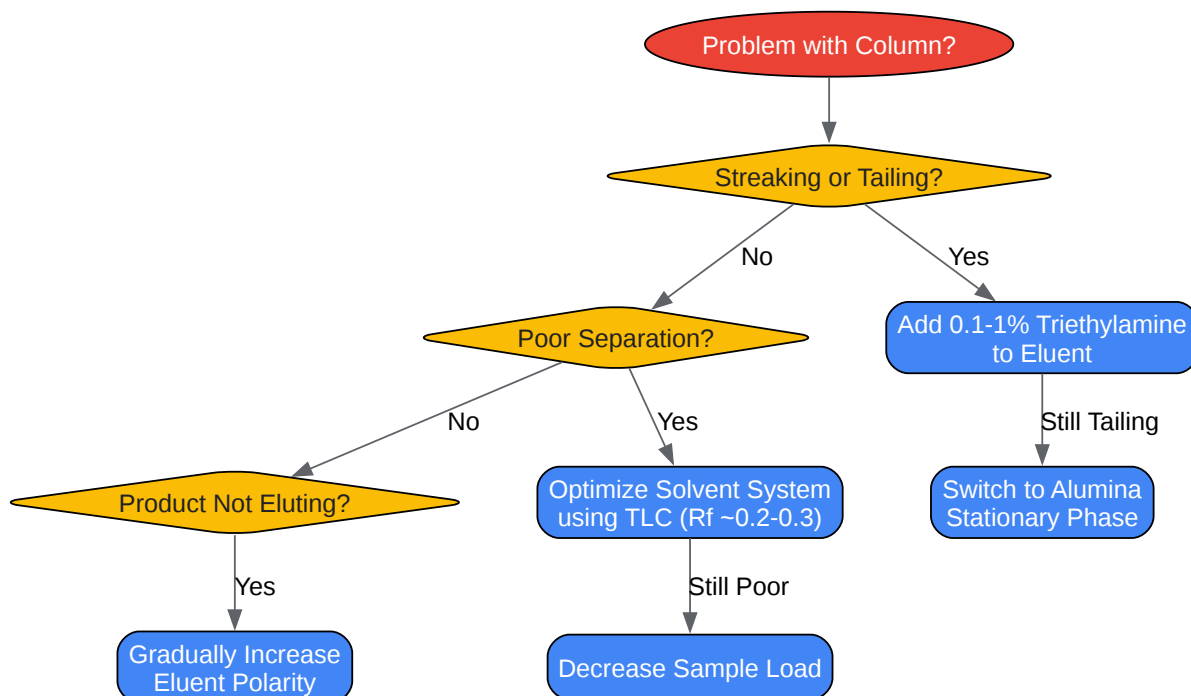 Problem with Column?
Streaking or Tailing?
No
Yes
Poor Separation?
Add 0.1-1% Triethylamine
to Eluent
No
Yes
Still Tailing
Product Not Eluting?
Optimize Solvent System
using TLC (Rf ~0.2-0.3)
Switch to Alumina
Stationary Phase
Yes
Still Poor
Gradually Increase
Eluent Polarity
Decrease Sample Load